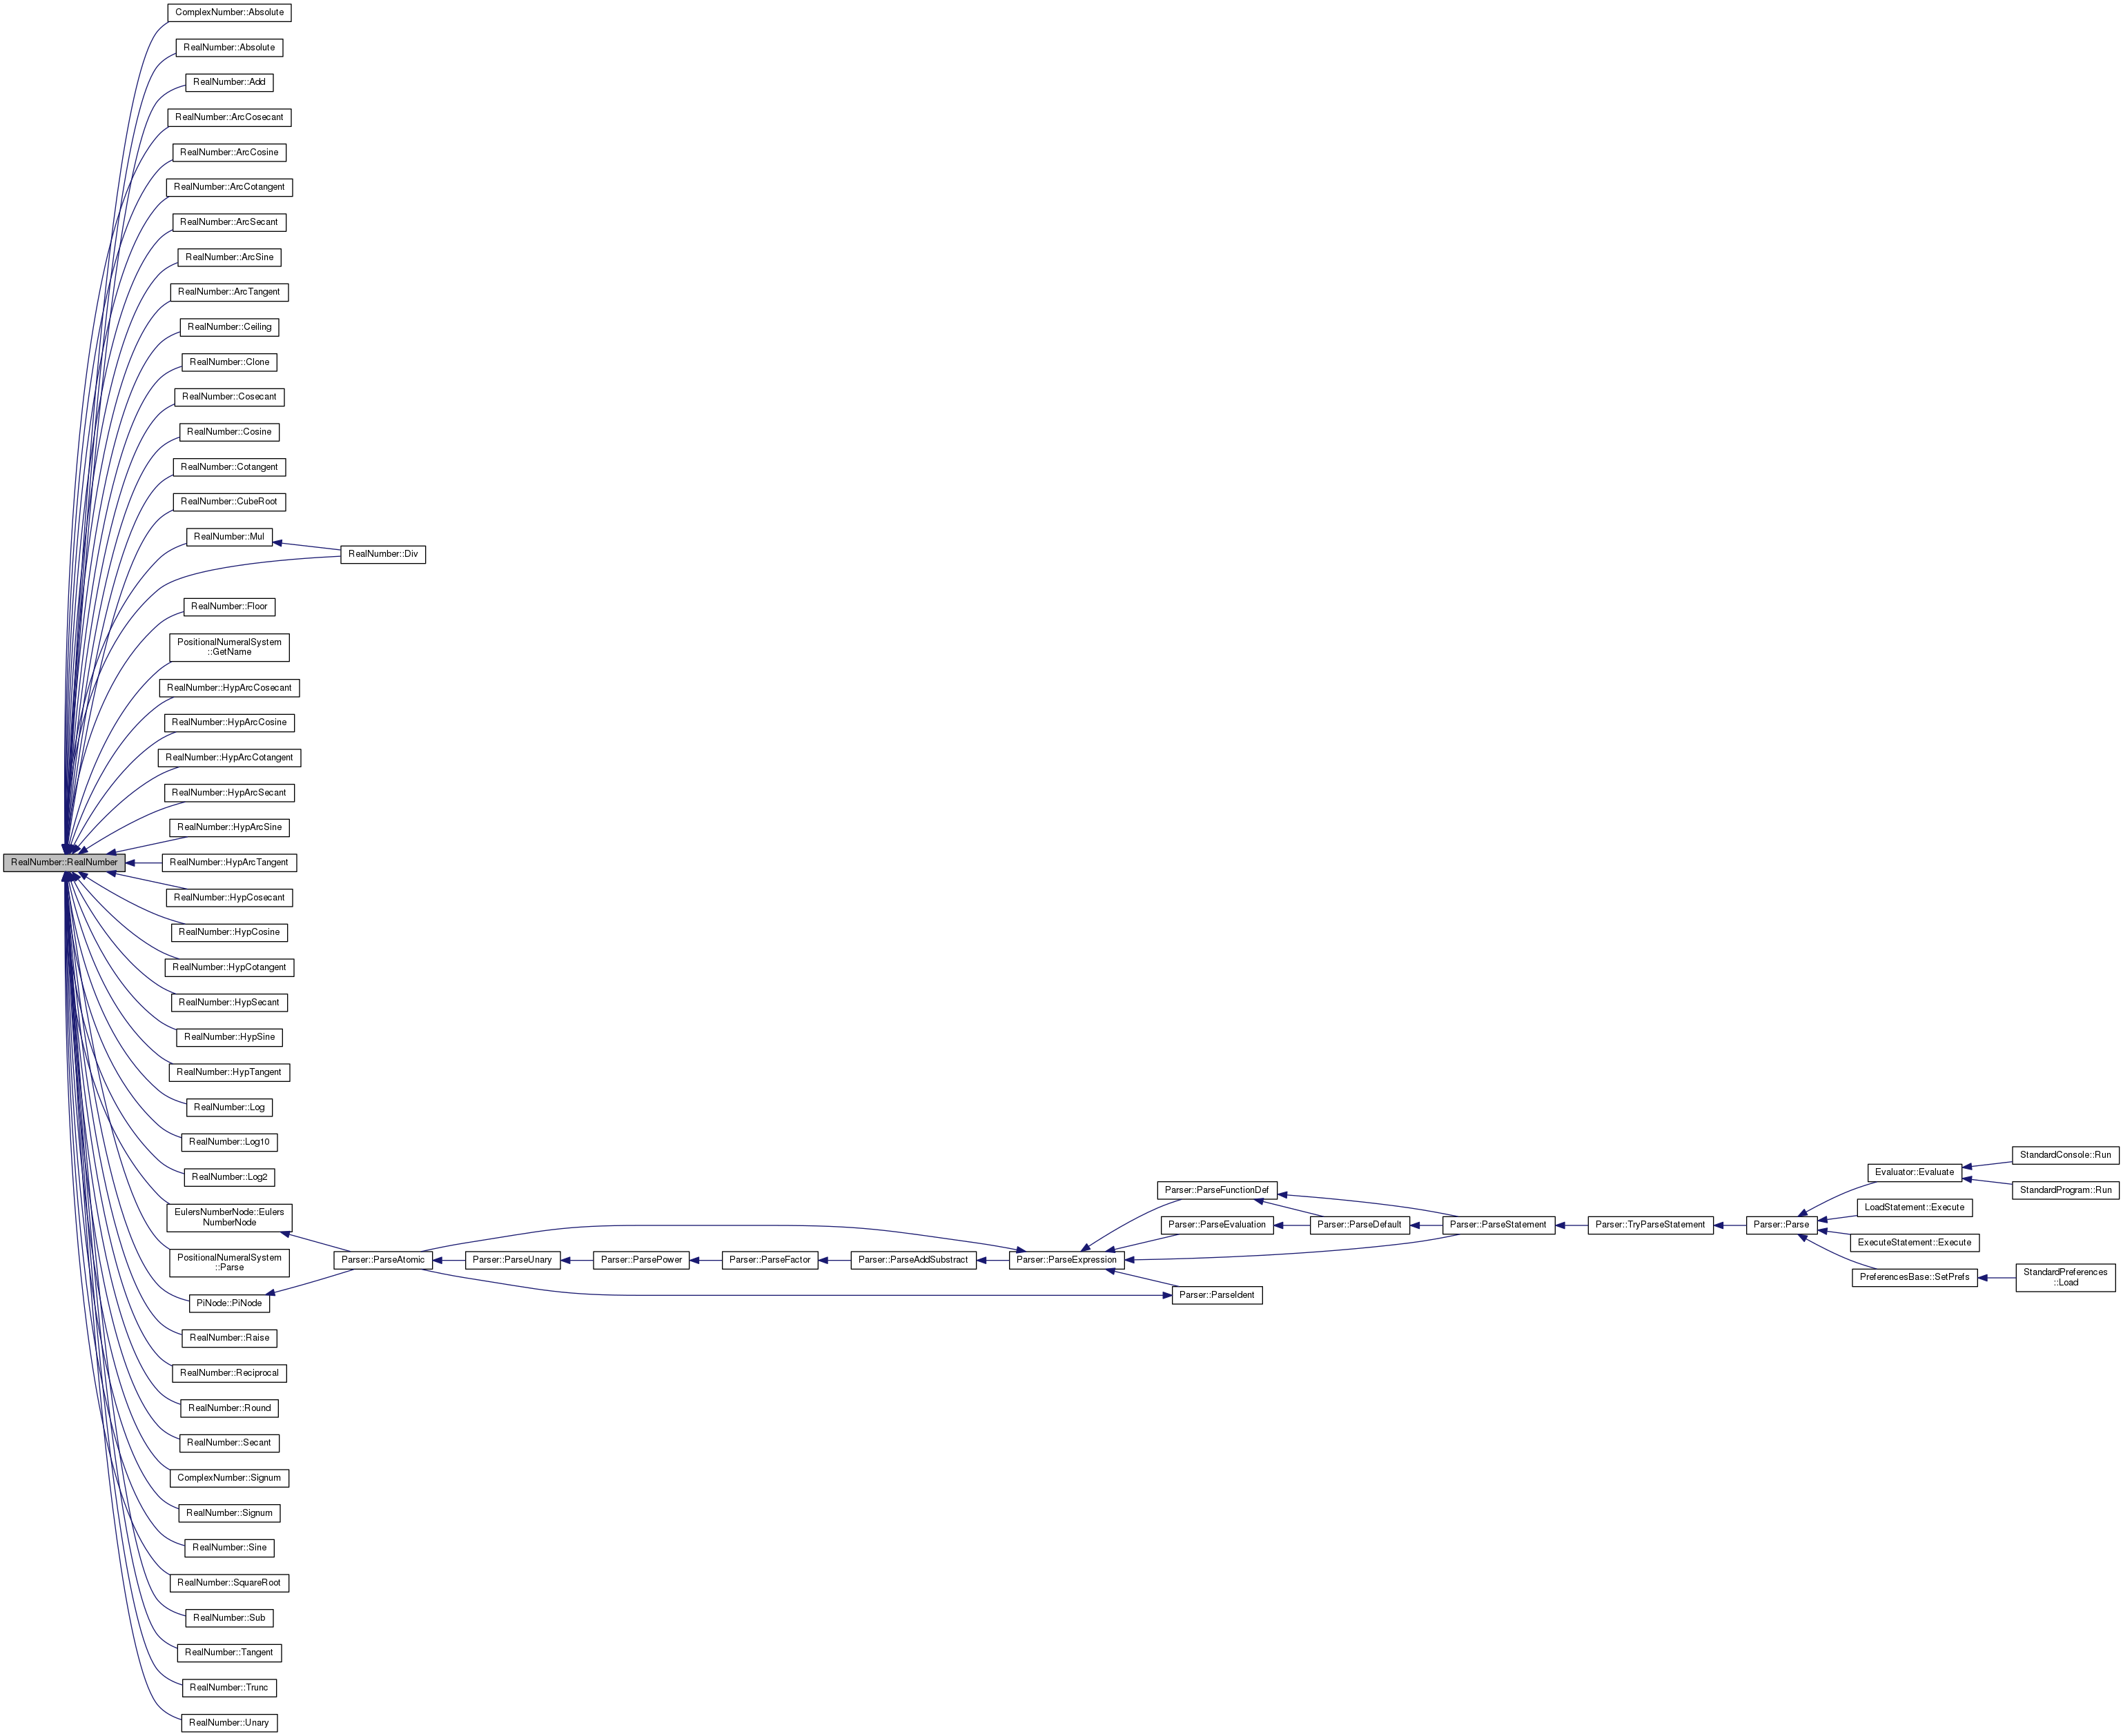 ComplexNumber::Absolute
RealNumber::Absolute
RealNumber::Add
RealNumber::ArcCosecant
RealNumber::ArcCosine
RealNumber::ArcCotangent
RealNumber::ArcSecant
RealNumber::ArcSine
RealNumber::ArcTangent
RealNumber::Ceiling
RealNumber::Clone
RealNumber::Cosecant
RealNumber::Cosine
RealNumber::Cotangent
RealNumber::CubeRoot
RealNumber::Mul
RealNumber::Div
RealNumber::Floor
PositionalNumeralSystem
::GetName
RealNumber::HypArcCosecant
RealNumber::HypArcCosine
RealNumber::HypArcCotangent
RealNumber::HypArcSecant
RealNumber::HypArcSine
RealNumber::RealNumber
RealNumber::HypArcTangent
RealNumber::HypCosecant
RealNumber::HypCosine
RealNumber::HypCotangent
RealNumber::HypSecant
RealNumber::HypSine
RealNumber::HypTangent
RealNumber::Log
RealNumber::Log10
RealNumber::Log2
EulersNumberNode::Eulers
NumberNode
PositionalNumeralSystem
::Parse
PiNode::PiNode
RealNumber::Raise
RealNumber::Reciprocal
RealNumber::Round
RealNumber::Secant
ComplexNumber::Signum
RealNumber::Signum
RealNumber::Sine
RealNumber::SquareRoot
RealNumber::Sub
RealNumber::Tangent
RealNumber::Trunc
RealNumber::Unary
Parser::ParseAtomic
Parser::ParseUnary
Parser::ParsePower
Parser::ParseFactor
Parser::ParseAddSubstract
Parser::ParseExpression
Parser::ParseFunctionDef
Parser::ParseEvaluation
Parser::ParseIdent
Parser::ParseDefault
Parser::ParseStatement
Parser::TryParseStatement
Parser::Parse
Evaluator::Evaluate
LoadStatement::Execute
ExecuteStatement::Execute
PreferencesBase::SetPrefs
StandardConsole::Run
StandardProgram::Run
StandardPreferences
::Load